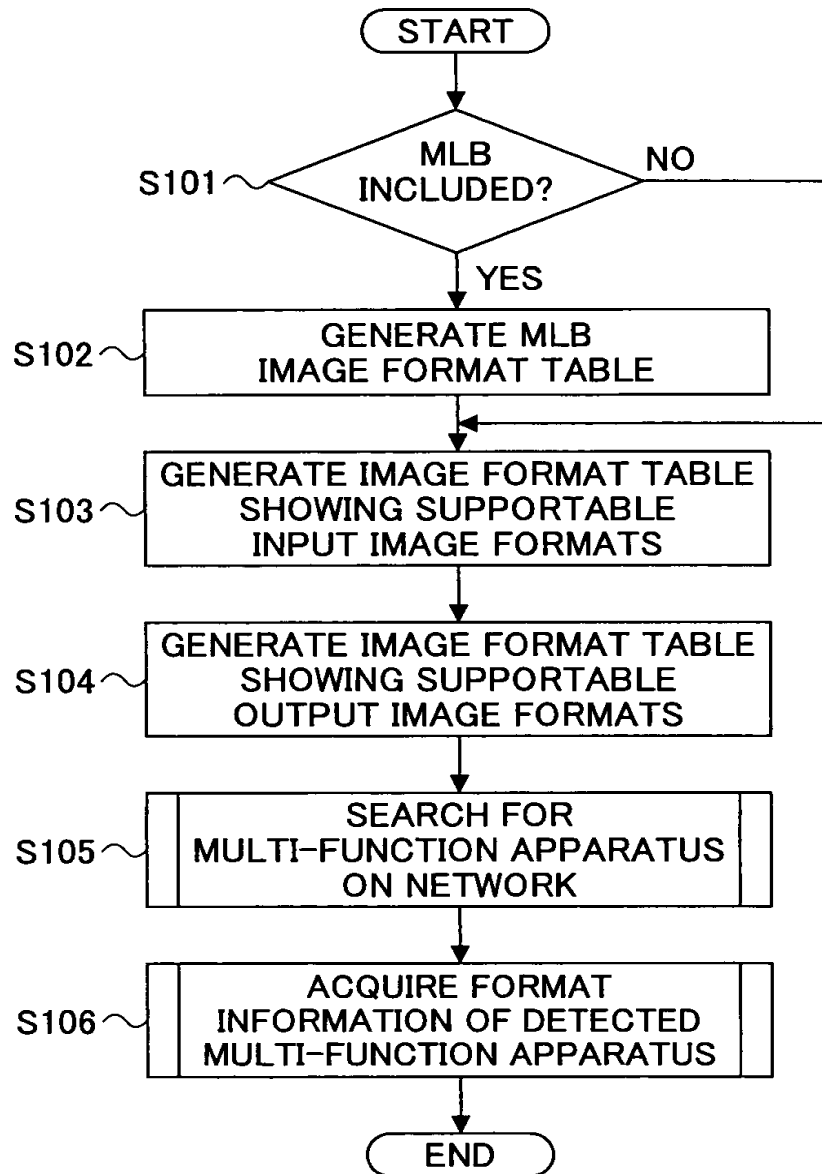 START
MLB
INCLUDED?
NO
S101
YES
S102
GENERATE MLB
IMAGE FORMAT TABLE
S103
GENERATE IMAGE FORMAT TABLE
SHOWING SUPPORTABLE
INPUT IMAGE FORMATS
S104
GENERATE IMAGE FORMAT TABLE
SHOWING SUPPORTABLE
OUTPUT IMAGE FORMATS
S105
SEARCH FOR
MULTI-FUNCTION APPARATUS
ON NETWORK
S106
ACQUIRE FORMAT
INFORMATION OF DETECTED
MULTI-FUNCTION APPARATUS
END